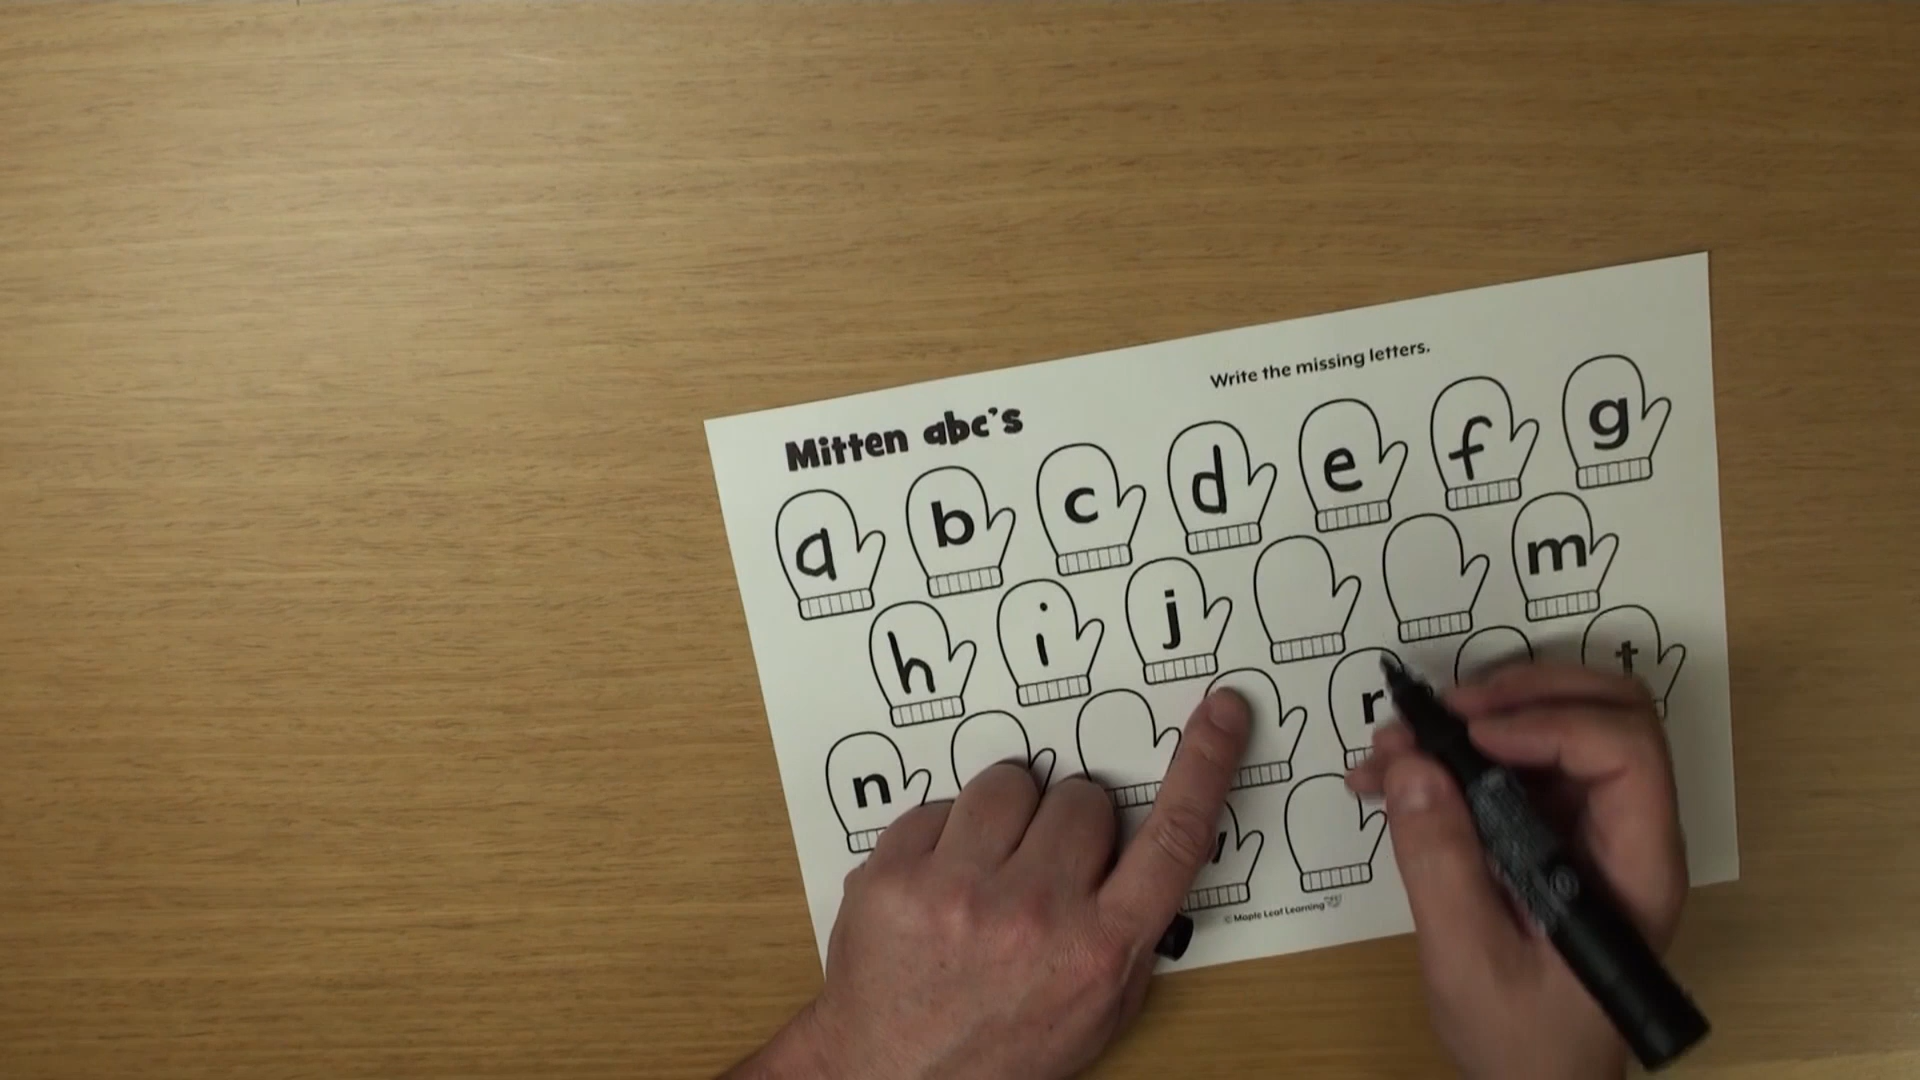 Mitten abc's
Write the missing letters.
a b c d e f g
h i j m
n r t
© Maple Leaf Learning